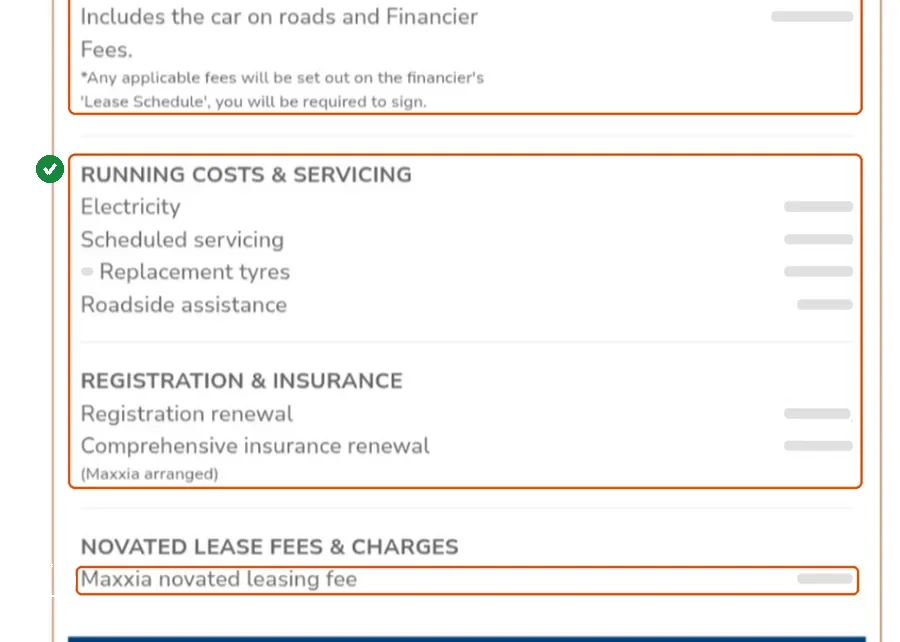 Includes the car on roads and Financier
Fees.
*Any applicable fees will be set out on the financier's
'Lease Schedule', you will be required to sign.
RUNNING COSTS & SERVICING
Electricity
Scheduled servicing
Replacement tyres
Roadside assistance
REGISTRATION & INSURANCE
Registration renewal
Comprehensive insurance renewal
(Maxxia arranged)
NOVATED LEASE FEES & CHARGES
Maxxia novated leasing fee